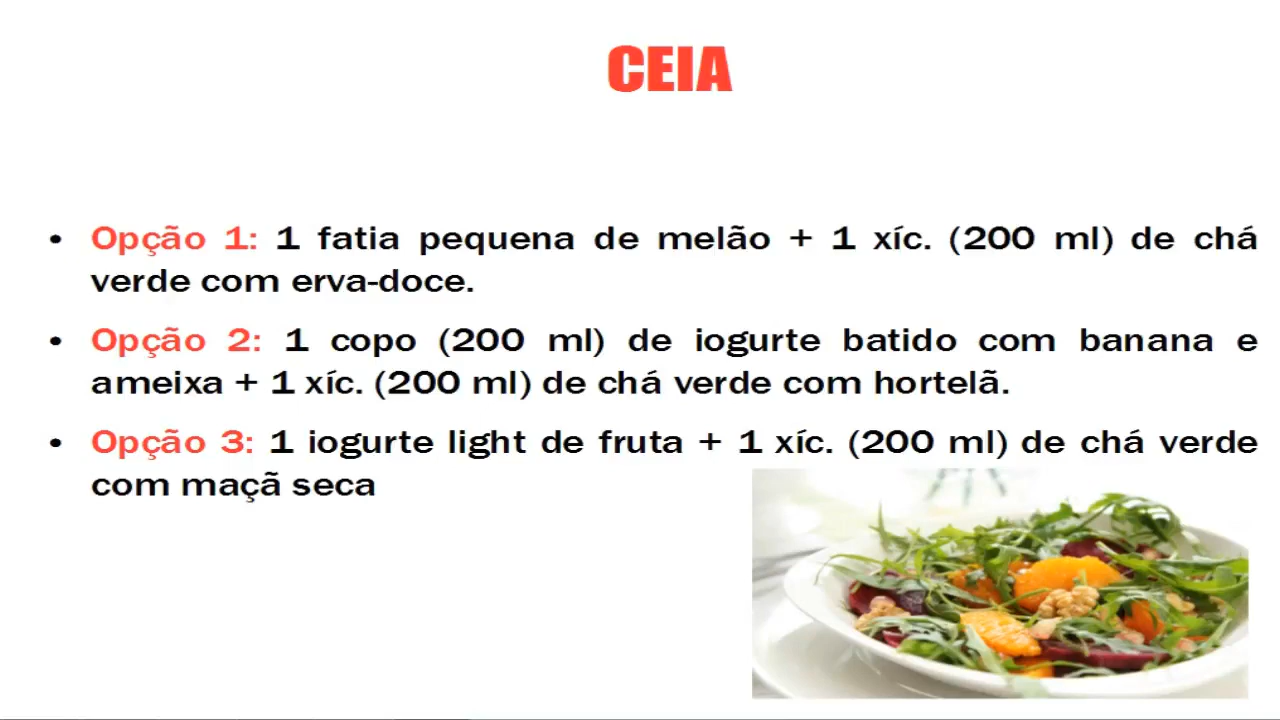 CEIA
• Opção 1: 1 fatia pequena de melão + 1 xíc. (200 ml) de chá
verde com erva-doce.
• Opção 2: 1 copo (200 ml) de iogurte batido com banana e
ameixa + 1 xíc. (200 ml) de chá verde com hortelã.
• Opção 3: 1 iogurte light de fruta + 1 xíc. (200 ml) de chá verde
com maçã seca